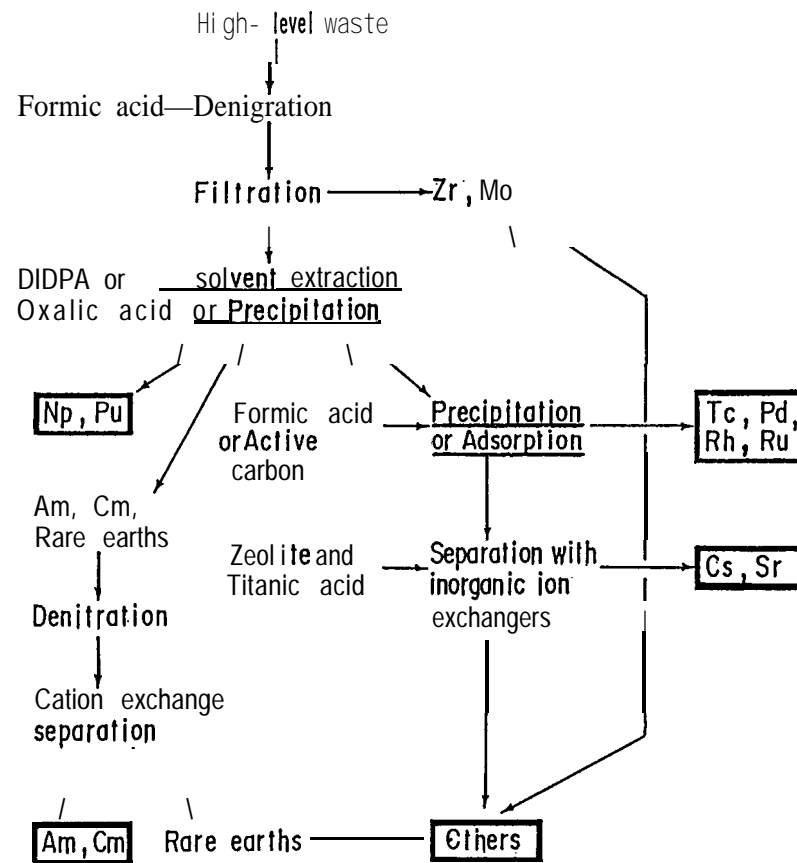 High-level waste
Formic acid—Denigration
Filtration
Zr, Mo
DIDPA or solvent extraction
Oxalic acid or Precipitation
Np, Pu
Formic acid
or Active
carbon
Precipitation
or Adsorption
Tc, Pd,
Rh, Ru
Am, Cm,
Rare earths
Zeolite and
Titanic acid
Separation with
inorganic ion
exchangers
Cs, Sr
Denitration
Cation exchange
separation
Am, Cm
Rare earths
Others